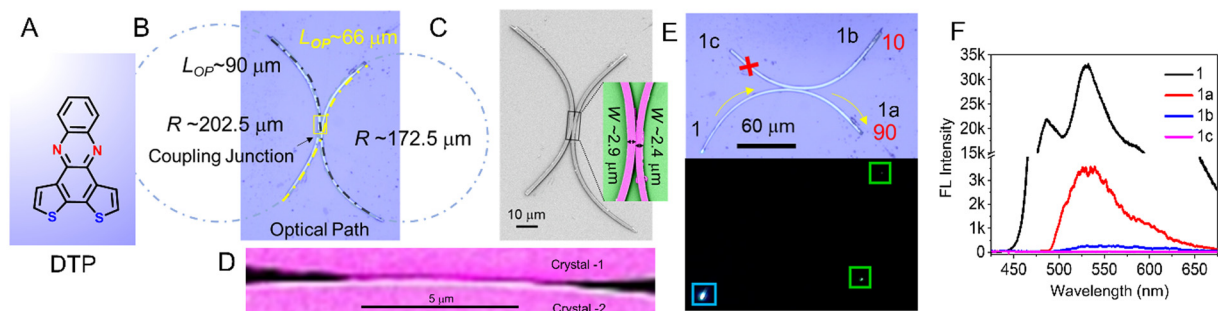 A
N
N
S
S
DTP
B
L_OP~66 μm
L_OP~90 μm
R ~202.5 μm
Coupling Junction
R ~172.5 μm
Optical Path
C
W ~2.9 μm
W ~2.4 μm
10 μm
D
Crystal -1
5 μm
Crystal -2
E
1c
1b
10
1a
1
90
60 μm
F
FL Intensity
35k
30k
25k
20k
15k
3k
2k
1k
0
1
1a
1b
1c
450 500 550 600 650
Wavelength (nm)